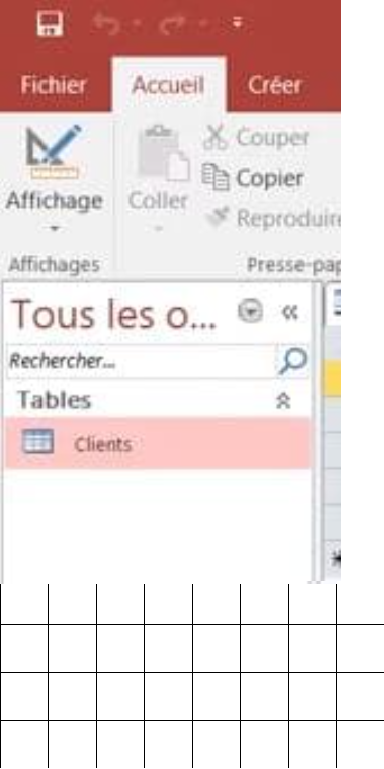 Fichier Accueil Créer
Couper
Copier
Affichage Coller
Reproduire
Affichages Presse-pap
Tous les o...
Rechercher...
Tables
Clients